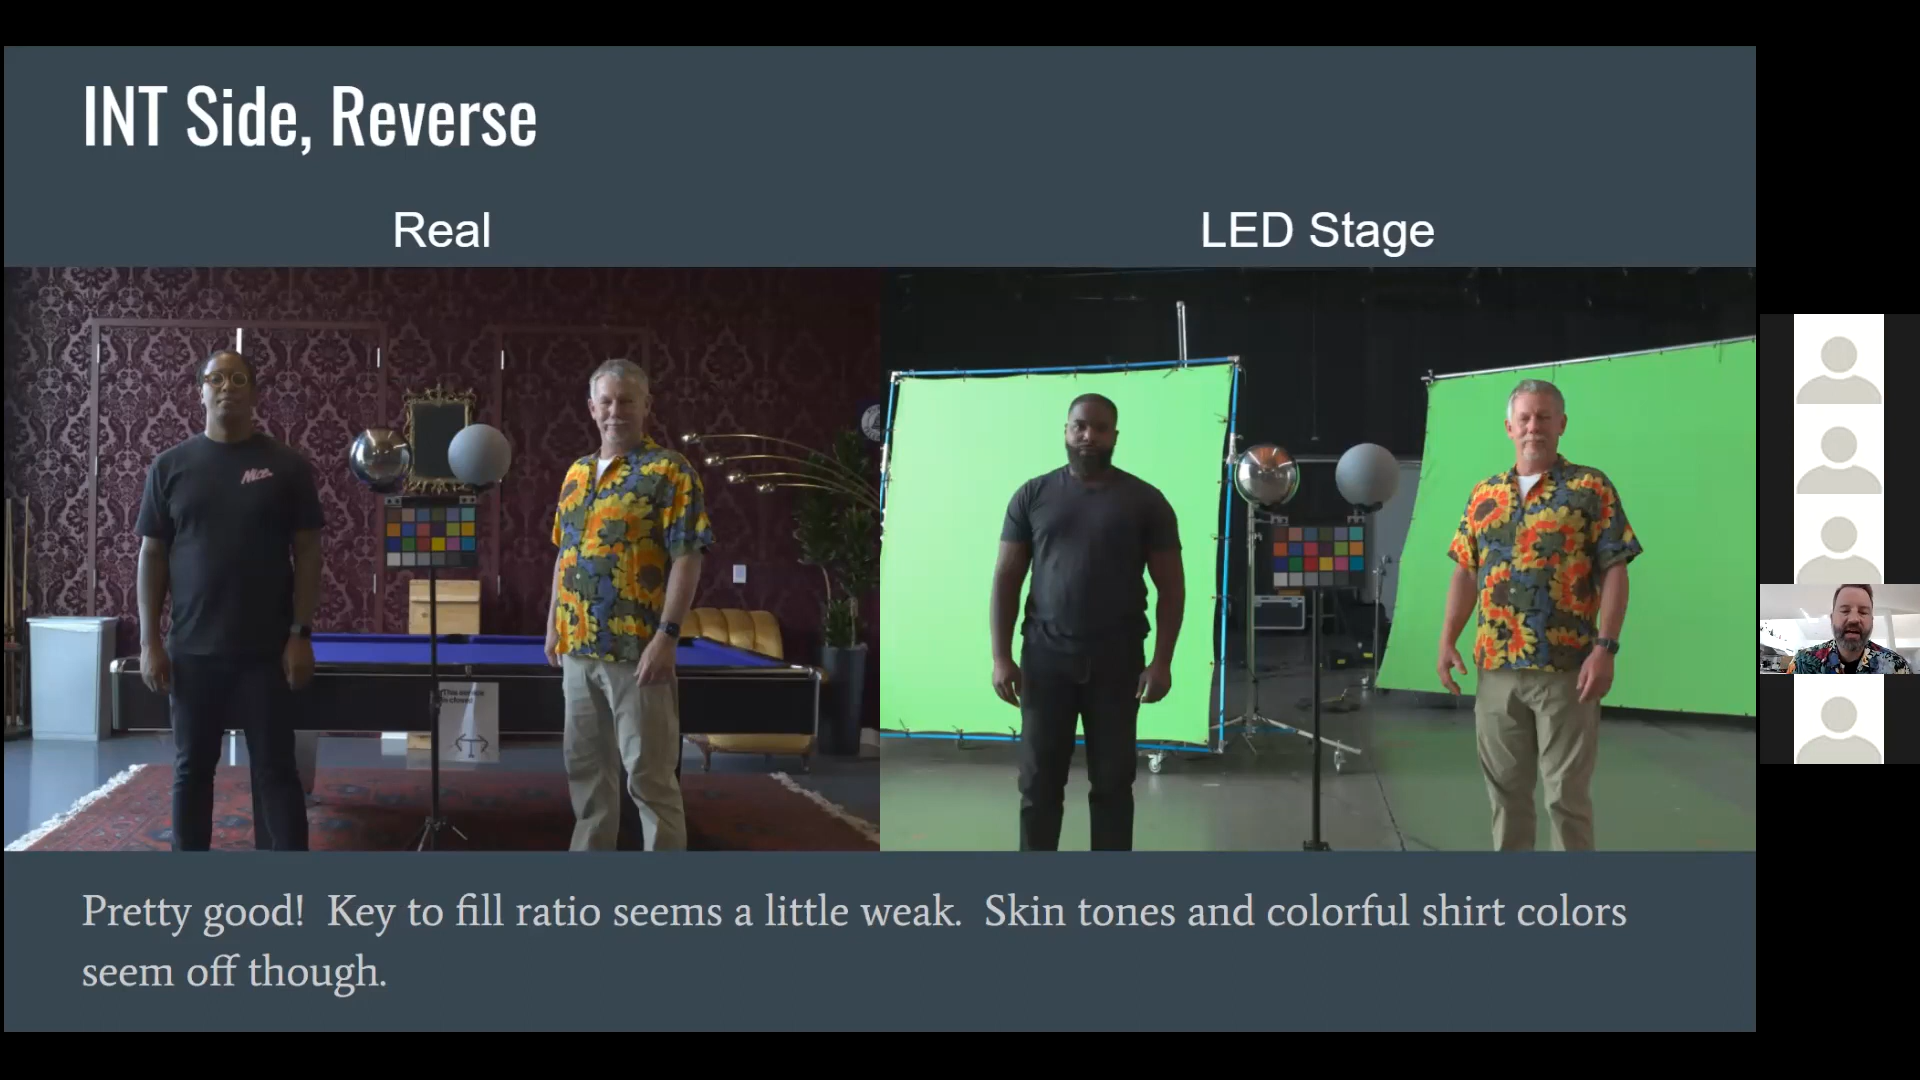 INT Side, Reverse
Real
LED Stage
Nice.
Pretty good!  Key to fill ratio seems a little weak.  Skin tones and colorful shirt colors
seem off though.